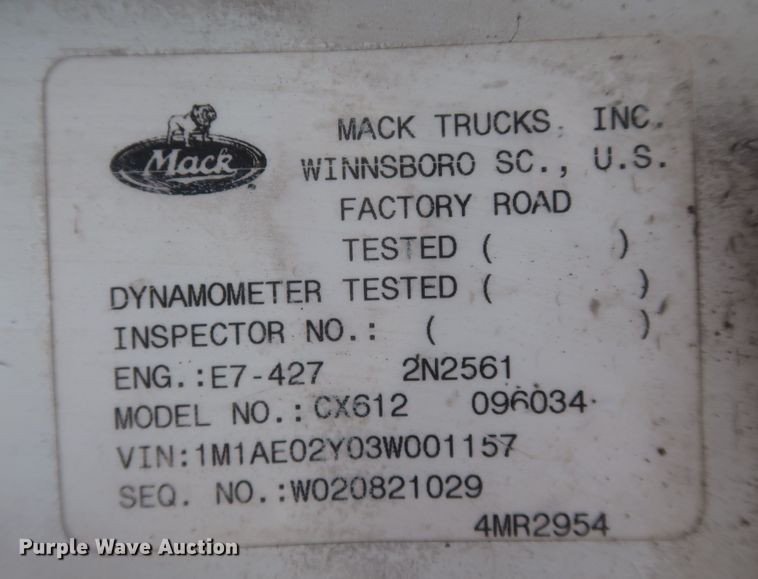 Mack
MACK TRUCKS, INC.
WINNSBORO SC., U.S.
FACTORY ROAD
TESTED ( )
DYNAMOMETER TESTED ( )
INSPECTOR NO.: ( )
ENG.:E7-427 2N2561
MODEL NO.:CX612 096034
VIN:1M1AE02Y03W001157
SEQ. NO.:W020821029
4MR2954
Purple Wave Auction